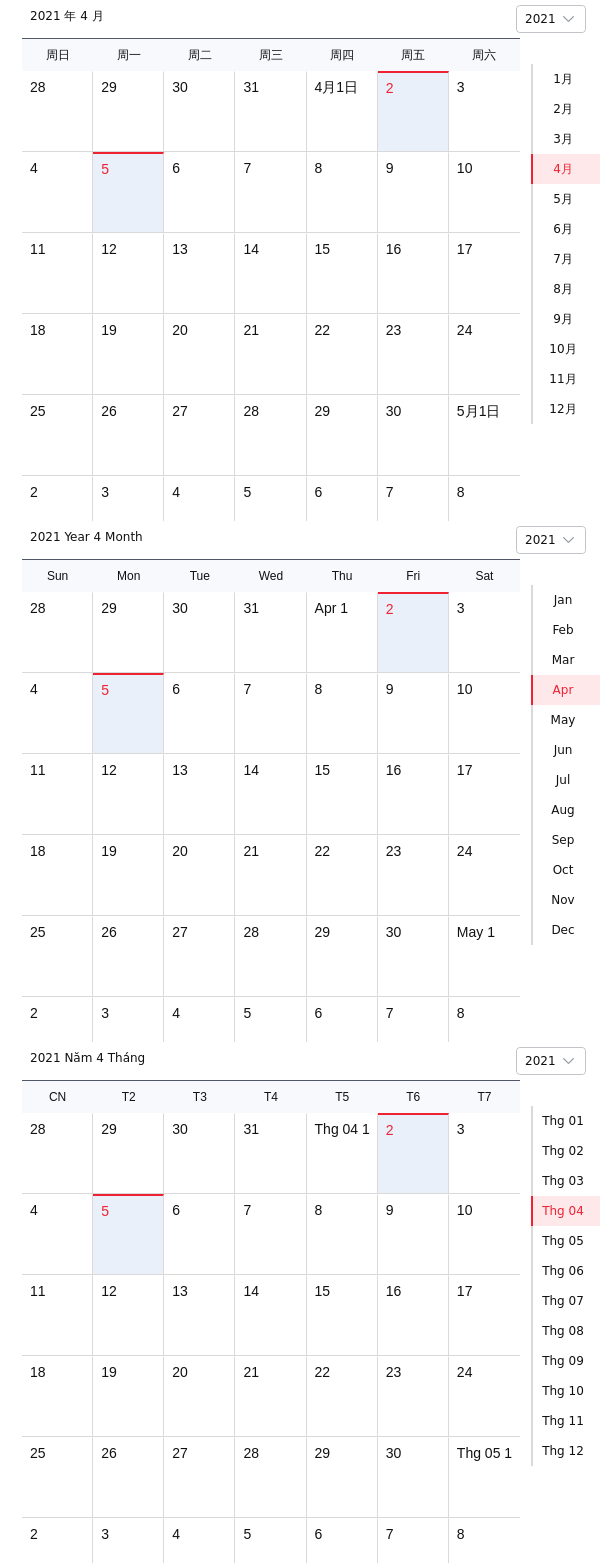 2021 年 4 月 2021
周日 周一 周二 周三 周四 周五 周六
28 29 30 31 4月1日 2 3
4 5 6 7 8 9 10
11 12 13 14 15 16 17
18 19 20 21 22 23 24
25 26 27 28 29 30 5月1日
2 3 4 5 6 7 8
1月
2月
3月
4月
5月
6月
7月
8月
9月
10月
11月
12月
2021 Year 4 Month 2021
Sun Mon Tue Wed Thu Fri Sat
28 29 30 31 Apr 1 2 3
4 5 6 7 8 9 10
11 12 13 14 15 16 17
18 19 20 21 22 23 24
25 26 27 28 29 30 May 1
2 3 4 5 6 7 8
Jan
Feb
Mar
Apr
May
Jun
Jul
Aug
Sep
Oct
Nov
Dec
2021 Năm 4 Tháng 2021
CN T2 T3 T4 T5 T6 T7
28 29 30 31 Thg 04 1 2 3
4 5 6 7 8 9 10
11 12 13 14 15 16 17
18 19 20 21 22 23 24
25 26 27 28 29 30 Thg 05 1
2 3 4 5 6 7 8
Thg 01
Thg 02
Thg 03
Thg 04
Thg 05
Thg 06
Thg 07
Thg 08
Thg 09
Thg 10
Thg 11
Thg 12